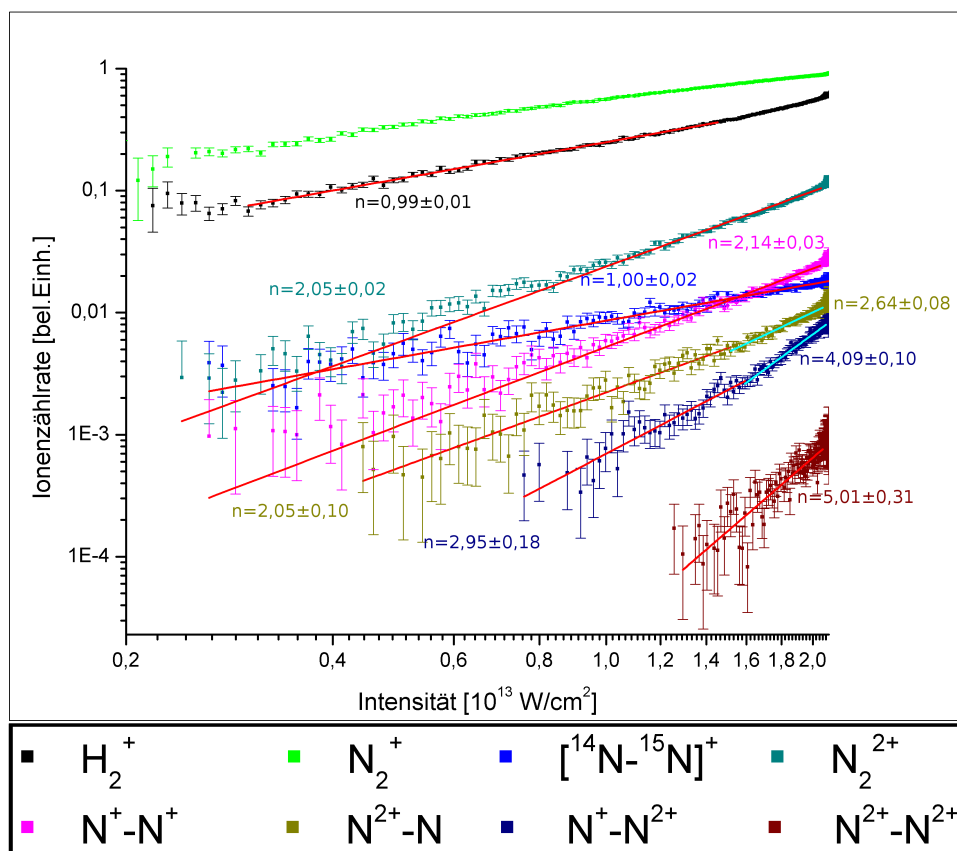 1
0,1
0,01
1E-3
1E-4
Ionenzählrate [bel.Einh.]
n=0,99±0,01
n=2,14±0,03
n=2,05±0,02
n=1,00±0,02
n=2,64±0,08
n=4,09±0,10
n=2,05±0,10
n=5,01±0,31
n=2,95±0,18
0,2 0,4 0,6 0,8 1,0 1,2 1,4 1,6 1,8 2,0
Intensität [10¹³ W/cm²]
H₂⁺ N₂⁺ [¹⁴N-¹⁵N]⁺ N₂²⁺
N⁺-N⁺ N²⁺-N N⁺-N²⁺ N²⁺-N²⁺